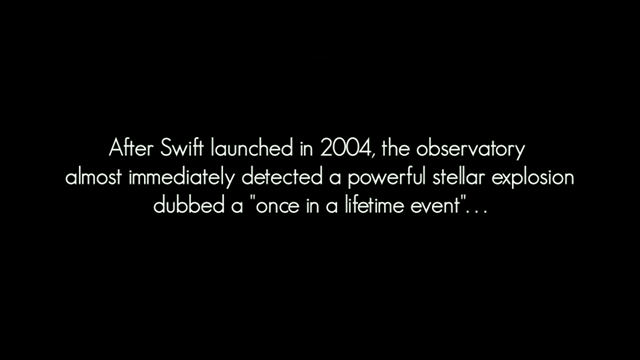 After Swift launched in 2004, the observatory
almost immediately detected a powerful stellar explosion
dubbed a "once in a lifetime event"...